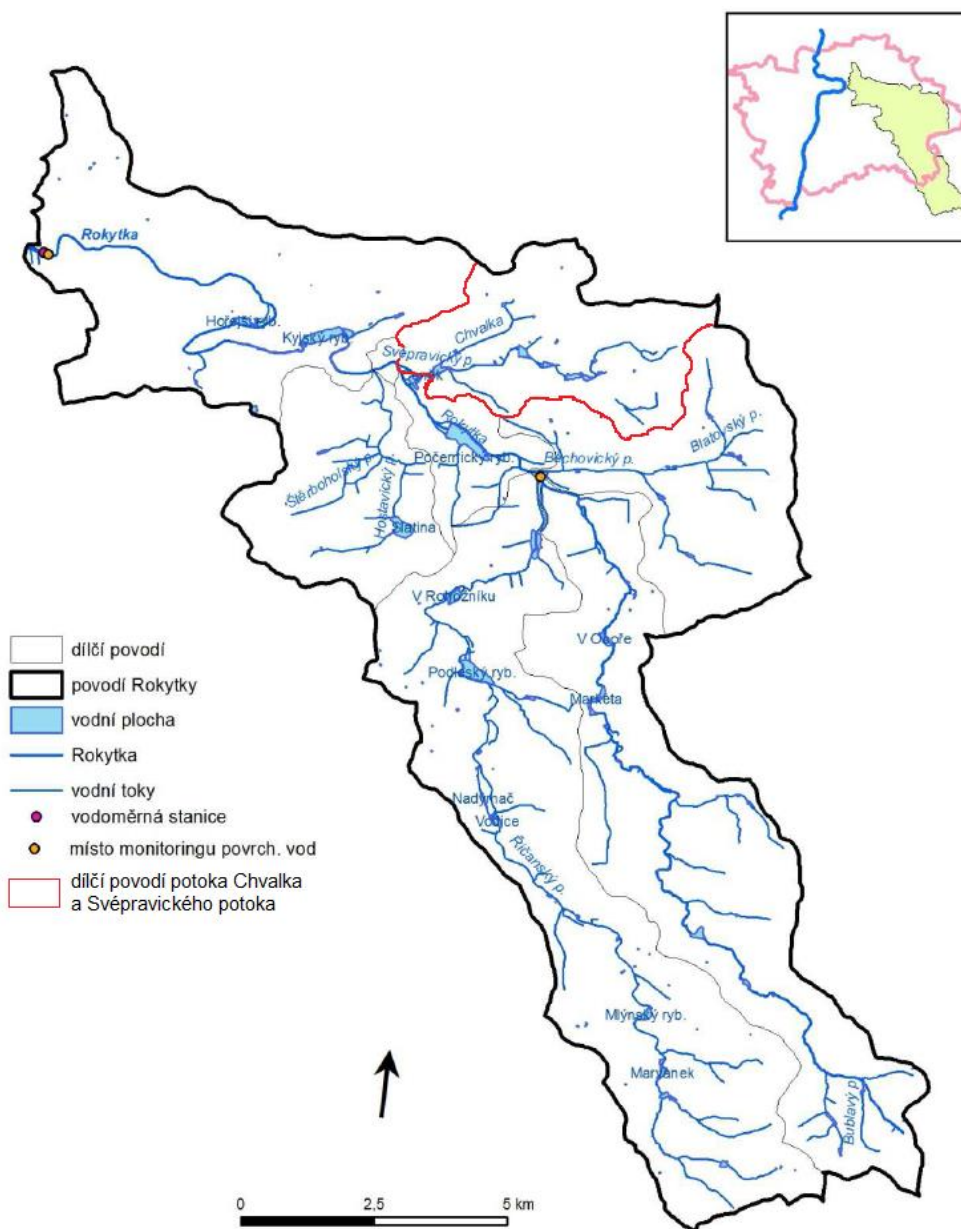 Rokytka
Hořejší ryb.
Kyjský ryb.
Chvalka
Svépravický p.
Rokytka
Počernický ryb.
Běchovický p.
Blatovský p.
Štěrboholský p.
Hostavický p.
Slatina
V Rohožníku
V Oboře
Podleský ryb.
Markéta
Nadýmač
Vodice
Říčanský p.
Mlýnský ryb.
Marvánek
Bublavý p.
dílčí povodí
povodí Rokytky
vodní plocha
Rokytka
vodní toky
vodoměrná stanice
místo monitoringu povrch. vod
dílčí povodí potoka Chvalka
a Svépravického potoka
0 2,5 5 km